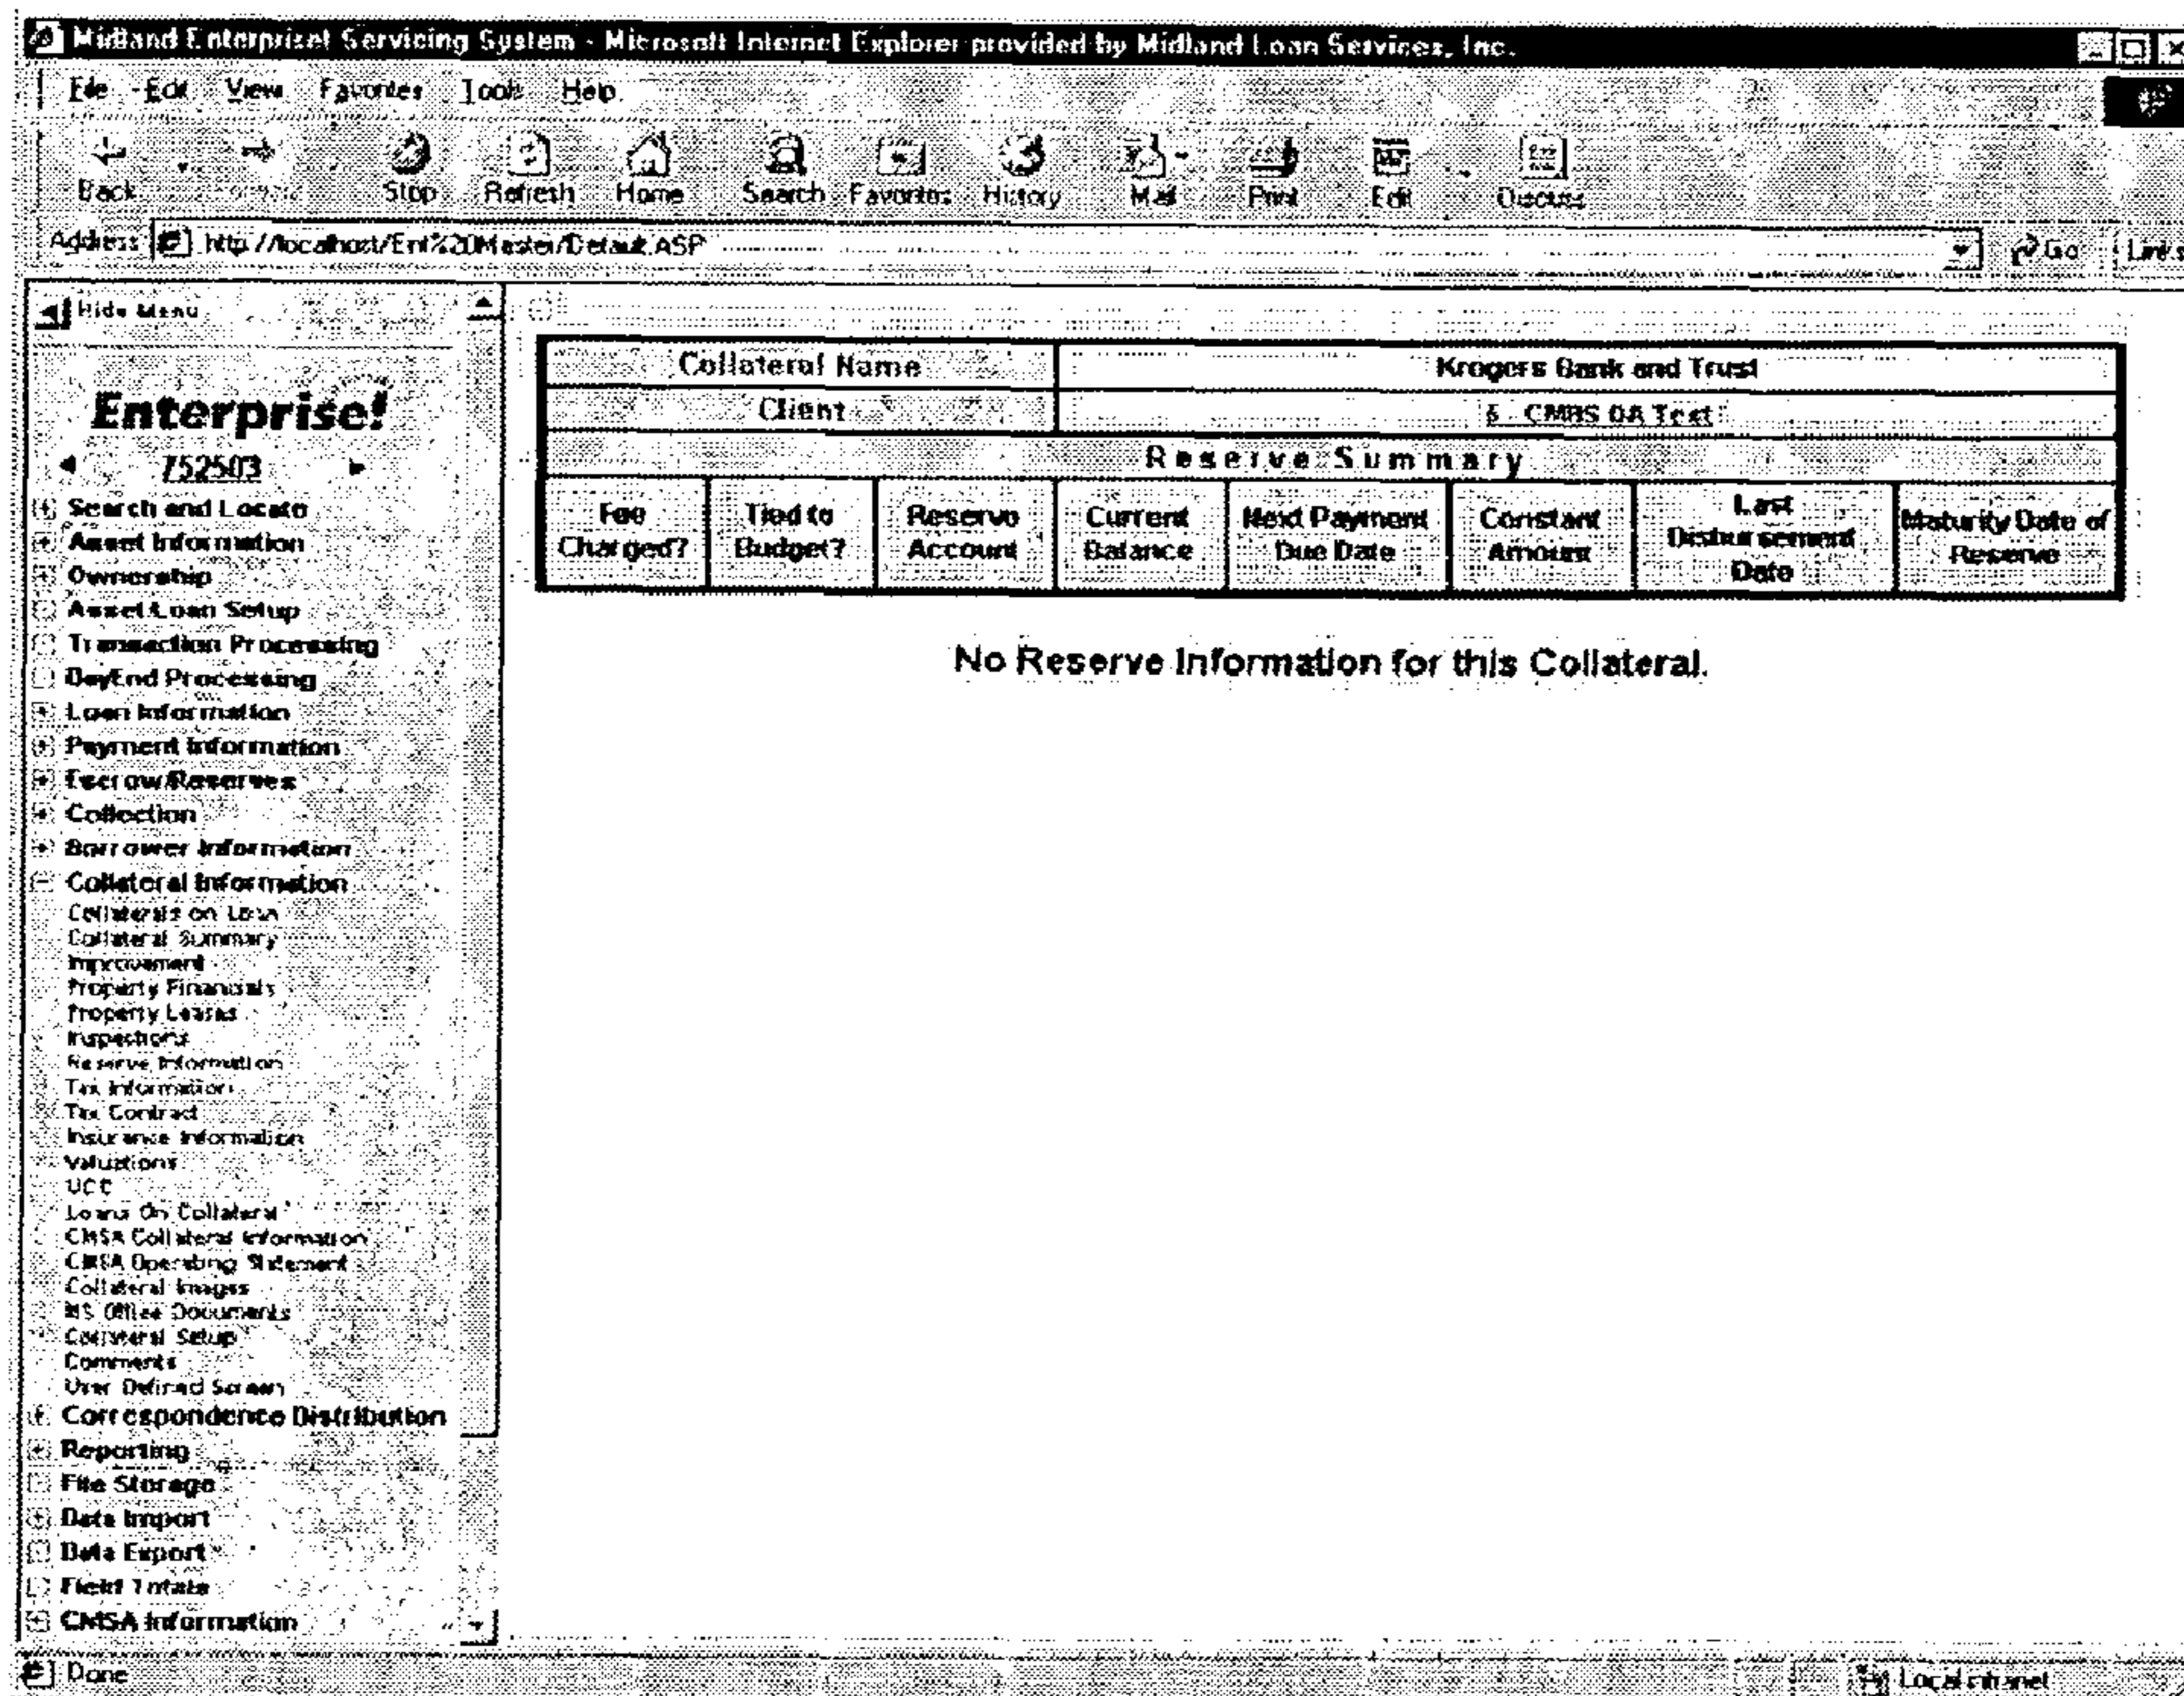 Midland Enterprise! Servicing System - Microsoft Internet Explorer provided by Midland Loan Services, Inc.
File Edit View Favorites Tools Help
Back Stop Refresh Home Search Favorites History Mail Print Edit Discuss
Address http://localhost/Ent%20Master/Default.ASP Go Links
Hide Menu
Enterprise!
752503
Search and Locate
Asset Information
Ownership
Asset/Loan Setup
Transaction Processing
DayEnd Processing
Loan Information
Payment Information
Escrow/Reserves
Collection
Borrower Information
Collateral Information
Collaterals on Loan
Collateral Summary
Improvement
Property Financials
Property Leases
Inspections
Reserve Information
Tax Information
Tax Contract
Insurance Information
Valuations
UCC
Loans On Collateral
CMSA Collateral Information
CMSA Operating Statement
Collateral Images
MS Office Documents
Collateral Setup
Comments
User Defined Screen
Correspondence Distribution
Reporting
File Storage
Data Import
Data Export
Field Totals
CMSA Information
Collateral Name Krogers Bank and Trust
Client CMBS QA Test
Reserve Summary
Fee Charged?
Tied to Budget?
Reserve Account
Current Balance
Next Payment Due Date
Constant Amount
Last Disbursement Date
Maturity Date of Reserve
No Reserve Information for this Collateral.
Done
Local intranet